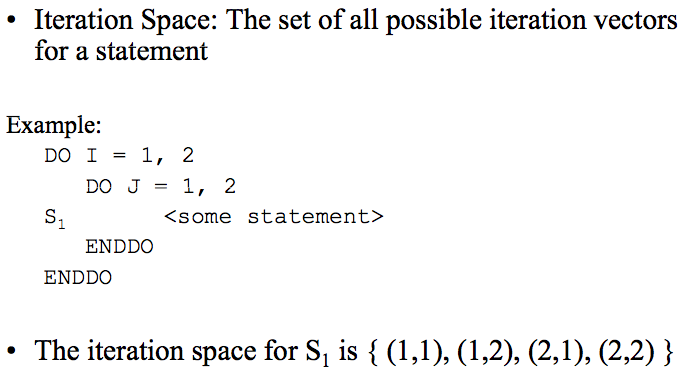 • Iteration Space: The set of all possible iteration vectors
for a statement
Example:
DO I = 1, 2
DO J = 1, 2
S1 <some statement>
ENDDO
ENDDO
• The iteration space for S1 is { (1,1), (1,2), (2,1), (2,2) }